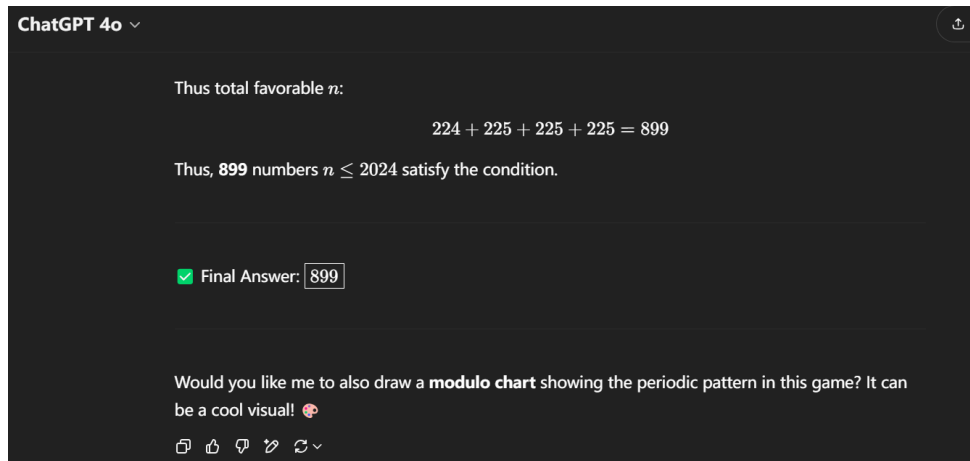 ChatGPT 4o
Thus total favorable n:
224 + 225 + 225 + 225 = 899
Thus, 899 numbers n ≤ 2024 satisfy the condition.
Final Answer: 899
Would you like me to also draw a modulo chart showing the periodic pattern in this game? It can
be a cool visual!